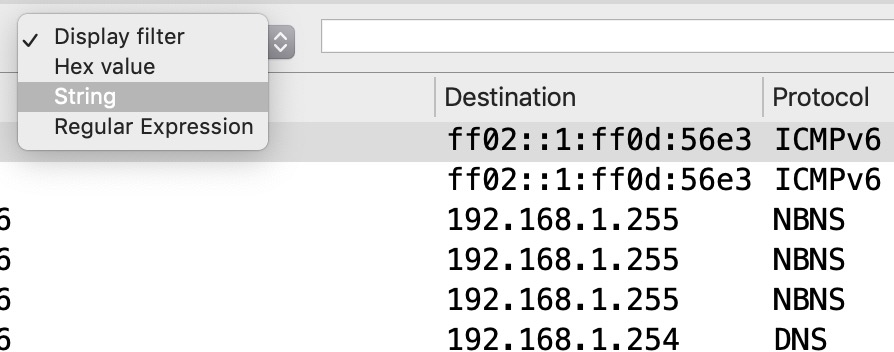 ✓ Display filter
Hex value
String
Regular Expression
Destination Protocol
ff02::1:ff0d:56e3 ICMPv6
ff02::1:ff0d:56e3 ICMPv6
6 192.168.1.255 NBNS
6 192.168.1.255 NBNS
6 192.168.1.255 NBNS
6 192.168.1.254 DNS